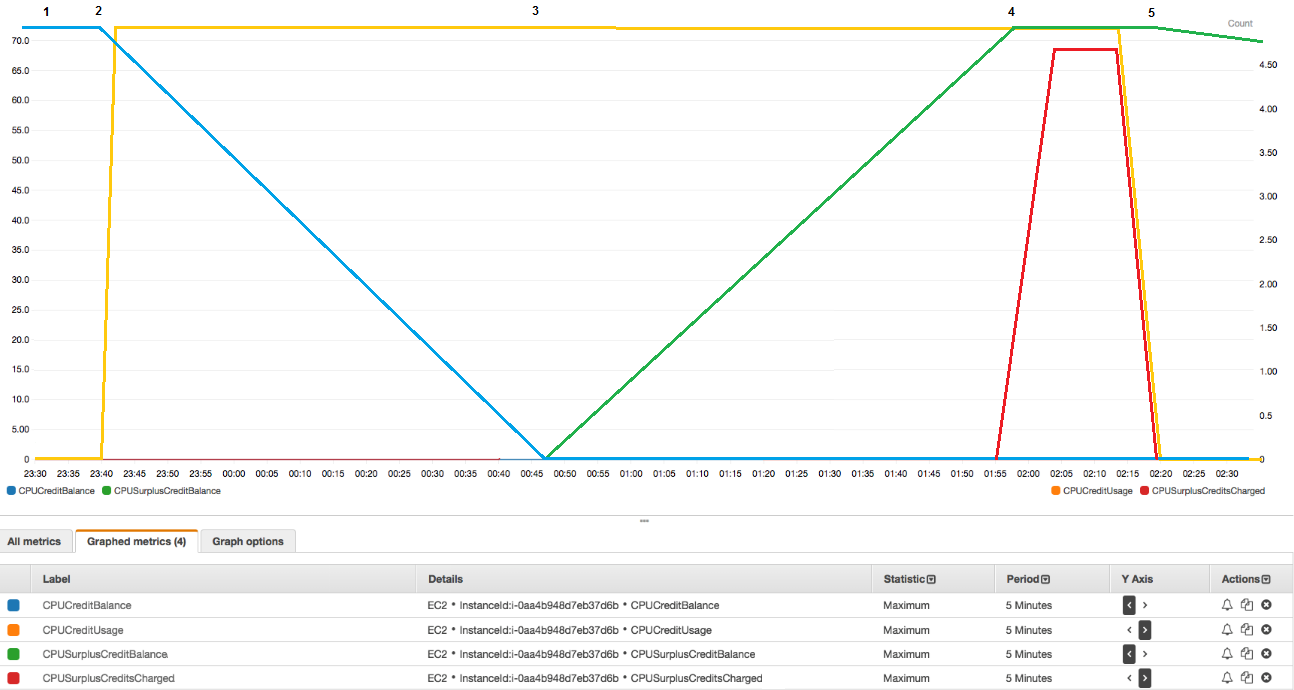 1 2 3 4 5
Count
70.0
65.0
60.0
55.0
50.0
45.0
40.0
35.0
30.0
25.0
20.0
15.0
10.0
5.00
0
4.50
4.00
3.50
3.00
2.50
2.00
1.50
1.00
0.5
0
23:30 23:35 23:40 23:45 23:50 23:55 00:00 00:05 00:10 00:15 00:20 00:25 00:30 00:35 00:40 00:45 00:50 00:55 01:00 01:05 01:10 01:15 01:20 01:25 01:30 01:35 01:40 01:45 01:50 01:55 02:00 02:05 02:10 02:15 02:20 02:25 02:30
CPUCreditBalance CPUSurplusCreditBalance CPUCreditUsage CPUSurplusCreditsCharged
All metrics Graphed metrics (4) Graph options
Label Details Statistic Period Y Axis Actions
CPUCreditBalance EC2 • InstanceId:i-0aa4b948d7eb37d6b • CPUCreditBalance Maximum 5 Minutes
CPUCreditUsage EC2 • InstanceId:i-0aa4b948d7eb37d6b • CPUCreditUsage Maximum 5 Minutes
CPUSurplusCreditBalance EC2 • InstanceId:i-0aa4b948d7eb37d6b • CPUSurplusCreditBalance Maximum 5 Minutes
CPUSurplusCreditsCharged EC2 • InstanceId:i-0aa4b948d7eb37d6b • CPUSurplusCreditsCharged Maximum 5 Minutes